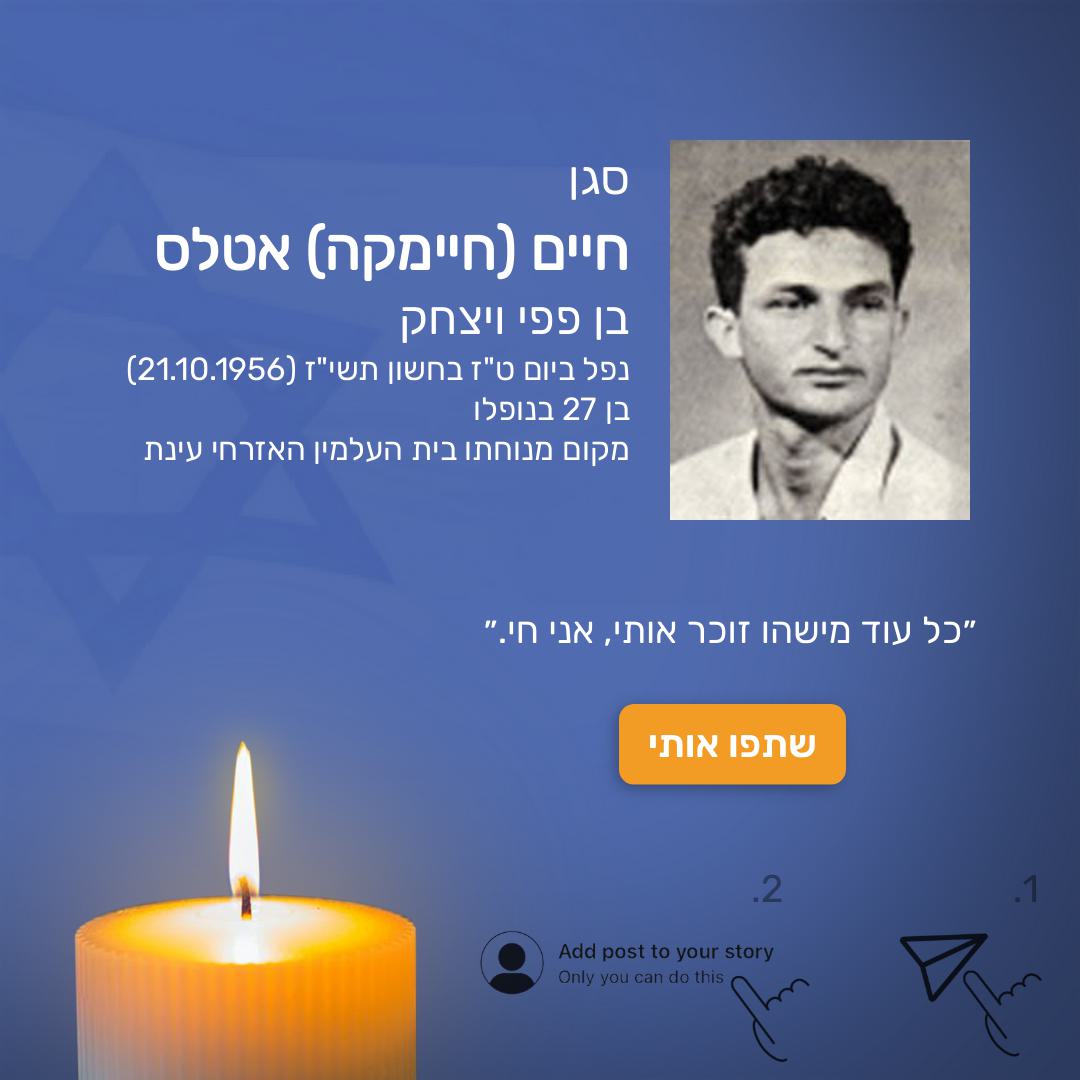 סגן
חיים (חיימקה) אטלס
בן פפי ויצחק
נפל ביום ט"ז בחשון תשי"ז (21.10.1956)
בן 27 בנופלו
מקום מנוחתו בית העלמין האזרחי עינת
״כל עוד מישהו זוכר אותי, אני חי.״
שתפו אותי
1.
2.
Add post to your story
Only you can do this